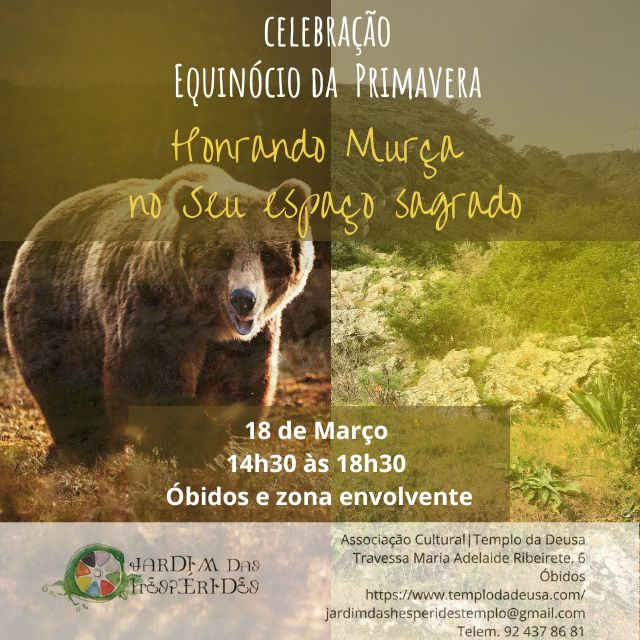 CELEBRAÇÃO
EQUINÓCIO DA PRIMAVERA
Honrando Murça
no seu espaço sagrado
18 de Março
14h30 às 18h30
Óbidos e zona envolvente
JARDIM DAS
HESPÉRIDES
Associação Cultural|Templo da Deusa
Travessa Maria Adelaide Ribeirete, 6
Óbidos
https://www.templodadeusa.com/
jardimdashesperidestemplo@gmail.com
Telem. 92 437 86 81